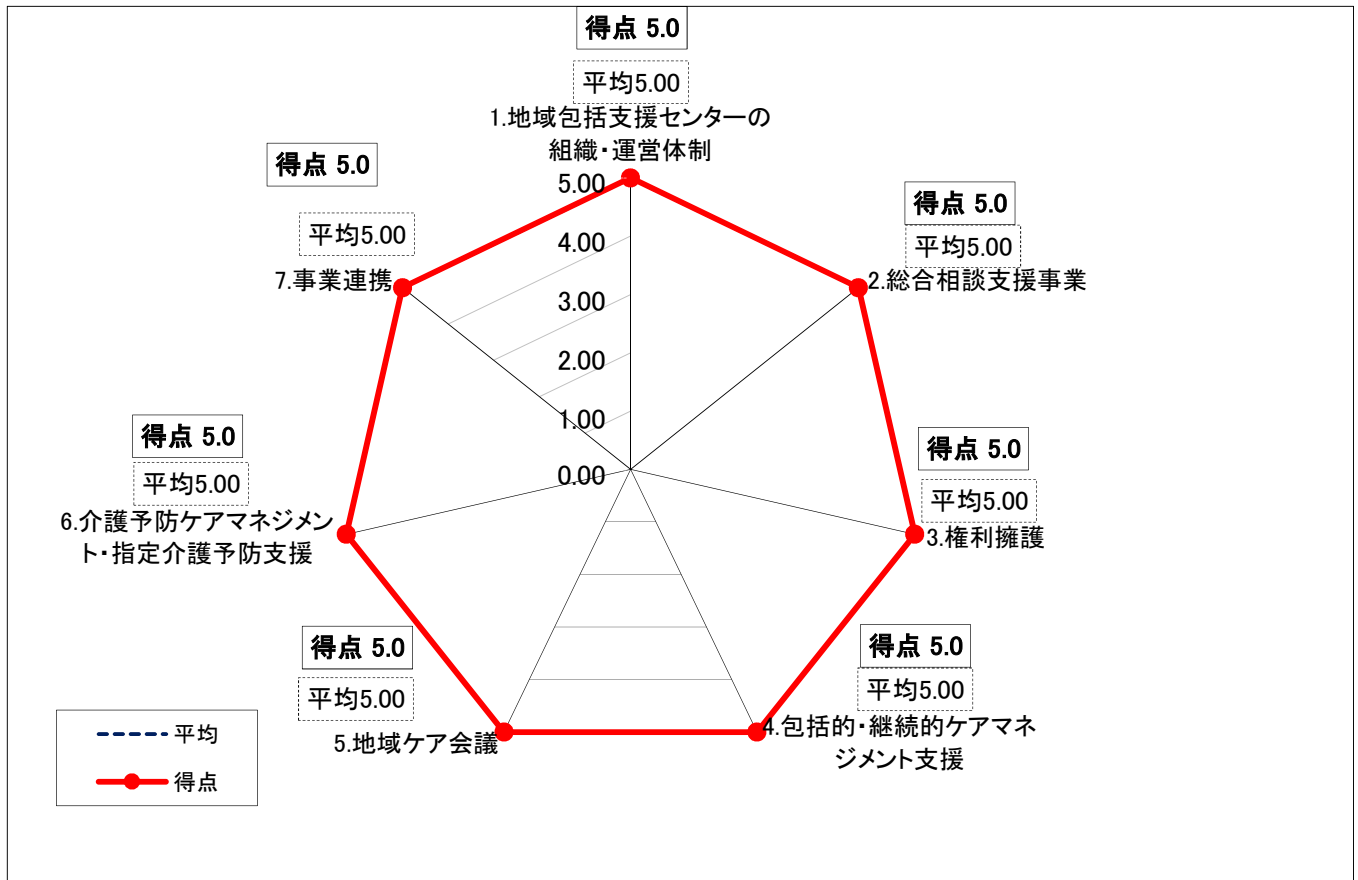 得点 5.0
平均5.00
1.地域包括支援センターの
組織・運営体制
得点 5.0
平均5.00
2.総合相談支援事業
得点 5.0
平均5.00
3.権利擁護
得点 5.0
平均5.00
4.包括的・継続的ケアマネ
ジメント支援
得点 5.0
平均5.00
5.地域ケア会議
得点 5.0
平均5.00
6.介護予防ケアマネジメン
ト・指定介護予防支援
得点 5.0
平均5.00
7.事業連携
5.00
4.00
3.00
2.00
1.00
0.00
平均
得点